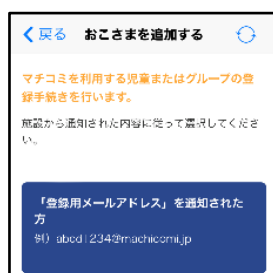 戻る おこさまを追加する
マチコミを利用する児童またはグループの登
録手続きを行います。
施設から通知された内容に従って選択してくださ
い。
「登録用メールアドレス」を通知された
方
例）abcd1234@machicomi.jp